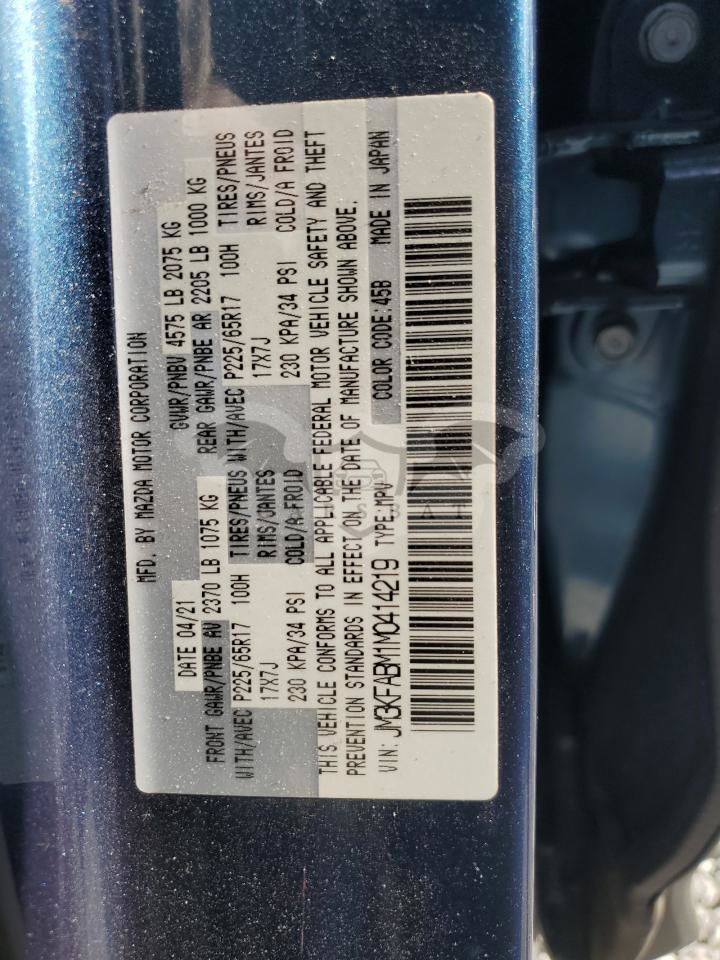 MFD. BY MAZDA MOTOR CORPORATION
DATE 04/21 GVWR/PNBV 4575 LB 2075 KG
FRONT GAWR/PNBE AV 2370 LB 1075 KG REAR GAWR/PNBE AR 2205 LB 1000 KG
WITH/AVEC P225/65R17 100H TIRES/PNEUS WITH/AVEC P225/65R17 100H TIRES/PNEUS
17X7J RIMS/JANTES 17X7J RIMS/JANTES
230 KPA/34 PSI COLD/A FROID 230 KPA/34 PSI COLD/A FROID
THIS VEHICLE CONFORMS TO ALL APPLICABLE FEDERAL MOTOR VEHICLE SAFETY AND THEFT
PREVENTION STANDARDS IN EFFECT ON THE DATE OF MANUFACTURE SHOWN ABOVE.
VIN: JM3KFABM1M0414219 TYPE:MPV COLOR CODE:45B MADE IN JAPAN